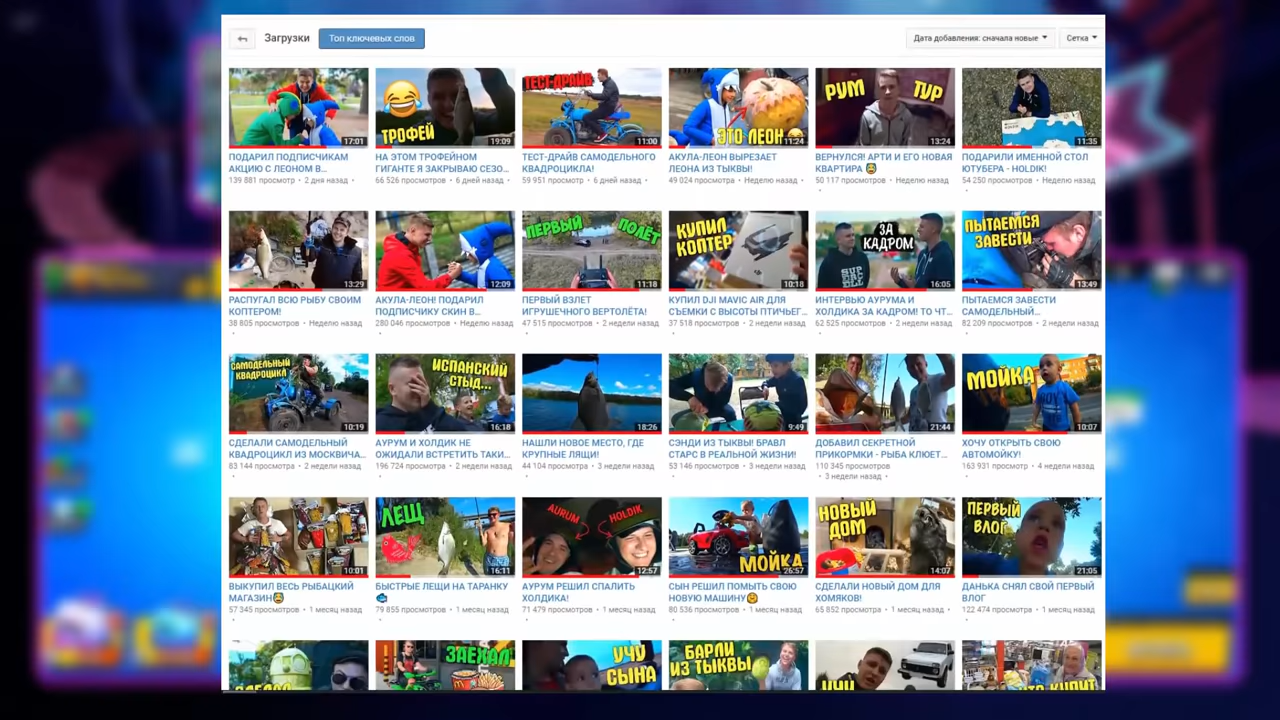 Загрузки Топ ключевых слов Дата добавления: сначала новые Сетка
17:01
ПОДАРИЛ ПОДПИСЧИКАМ
АКЦИЮ С ЛЕОНОМ В...
139 881 просмотр • 2 дня назад •
ТРОФЕЙ
19:09
НА ЭТОМ ТРОФЕЙНОМ
ГИГАНТЕ Я ЗАКРЫВАЮ СЕЗО...
66 526 просмотров • 6 дней назад •
ТЕСТ-ДРАЙВ
11:00
ТЕСТ-ДРАЙВ САМОДЕЛЬНОГО
КВАДРОЦИКЛА!
59 951 просмотр • 6 дней назад •
ЭТО ЛЕОН
11:24
АКУЛА-ЛЕОН ВЫРЕЗАЕТ
ЛЕОНА ИЗ ТЫКВЫ!
49 024 просмотра • Неделю назад •
РУМ ТУР
13:24
ВЕРНУЛСЯ! АРТИ И ЕГО НОВАЯ
КВАРТИРА 😰
50 117 просмотров • Неделю назад •
11:35
ПОДАРИЛИ ИМЕННОЙ СТОЛ
ЮТУБЕРА - HOLDIK!
54 250 просмотров • Неделю назад •
13:29
РАСПУГАЛ ВСЮ РЫБУ СВОИМ
КОПТЕРОМ!
38 805 просмотров • Неделю назад •
12:09
АКУЛА-ЛЕОН! ПОДАРИЛ
ПОДПИСЧИКУ СКИН В...
280 046 просмотров • Неделю назад •
ПЕРВЫЙ ПОЛЁТ
11:18
ПЕРВЫЙ ВЗЛЕТ
ИГРУШЕЧНОГО ВЕРТОЛЁТА!
47 515 просмотров • 2 недели назад •
КУПИЛ
КОПТЕР
10:18
КУПИЛ DJI MAVIC AIR ДЛЯ
СЪЕМКИ С ВЫСОТЫ ПТИЧЬЕГ...
37 518 просмотров • 2 недели назад •
ЗА
КАДРОМ
16:05
ИНТЕРВЬЮ АУРУМА И
ХОЛДИКА ЗА КАДРОМ! ТО ЧТ...
62 525 просмотров • 2 недели назад •
ПЫТАЕМСЯ
ЗАВЕСТИ
13:49
ПЫТАЕМСЯ ЗАВЕСТИ
САМОДЕЛЬНЫЙ...
82 209 просмотров • 2 недели назад •
САМОДЕЛЬНЫЙ
КВАДРОЦИКЛ
10:19
СДЕЛАЛИ САМОДЕЛЬНЫЙ
КВАДРОЦИКЛ ИЗ МОСКВИЧА...
83 144 просмотра • 2 недели назад •
ИСПАНСКИЙ
СТЫД...
16:18
АУРУМ И ХОЛДИК НЕ
ОЖИДАЛИ ВСТРЕТИТЬ ТАКИ...
196 724 просмотра • 2 недели назад •
18:26
НАШЛИ НОВОЕ МЕСТО, ГДЕ
КРУПНЫЕ ЛЯЩИ!
44 104 просмотра • 3 недели назад •
9:49
СЭНДИ ИЗ ТЫКВЫ! БРАВЛ
СТАРС В РЕАЛЬНОЙ ЖИЗНИ!
53 146 просмотров • 3 недели назад •
21:44
ДОБАВИЛ СЕКРЕТНОЙ
ПРИКОРМКИ - РЫБА КЛЮЕТ...
110 345 просмотров
• 3 недели назад •
МОЙКА
10:07
ХОЧУ ОТКРЫТЬ СВОЮ
АВТОМОЙКУ!
163 931 просмотр • 4 недели назад •
10:01
ВЫКУПИЛ ВЕСЬ РЫБАЦКИЙ
МАГАЗИН😰
57 345 просмотров • 1 месяц назад •
ЛЕЩ
16:11
БЫСТРЫЕ ЛЕЩИ НА ТАРАНКУ
🐟
79 855 просмотров • 1 месяц назад •
AURUM HOLDIK
12:57
АУРУМ РЕШИЛ СПАЛИТЬ
ХОЛДИКА!
71 479 просмотров • 1 месяц назад •
МОЙКА
26:57
СЫН РЕШИЛ ПОМЫТЬ СВОЮ
НОВУЮ МАШИНУ
80 536 просмотров • 1 месяц назад •
НОВЫЙ
ДОМ
14:07
СДЕЛАЛИ НОВЫЙ ДОМ ДЛЯ
ХОМЯКОВ!
65 852 просмотра • 1 месяц назад •
ПЕРВЫЙ
ВЛОГ
21:05
ДАНЬКА СНЯЛ СВОЙ ПЕРВЫЙ
ВЛОГ
122 474 просмотра • 1 месяц назад •
ЗАЕХАЛ
УЧУ
СЫНА
БАРЛИ
ИЗ ТЫКВЫ